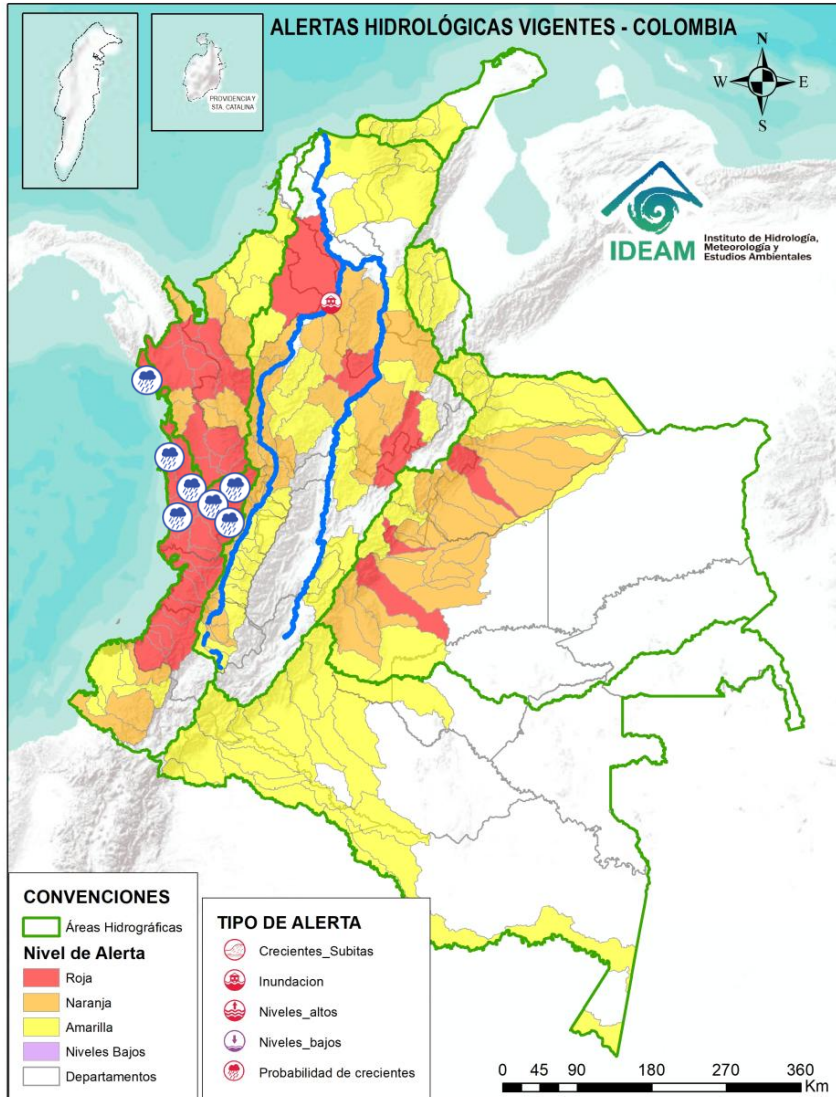 ALERTAS HIDROLÓGICAS VIGENTES - COLOMBIA
PROVIDENCIA Y
STA. CATALINA
N
W
E
S
IDEAM
Instituto de Hidrología,
Meteorología y
Estudios Ambientales
CONVENCIONES
Áreas Hidrográficas
Nivel de Alerta
Roja
Naranja
Amarilla
Niveles Bajos
Departamentos
TIPO DE ALERTA
Crecientes_Subitas
Inundacion
Niveles_altos
Niveles_bajos
Probabilidad de crecientes
0 45 90 180 270 360
Km